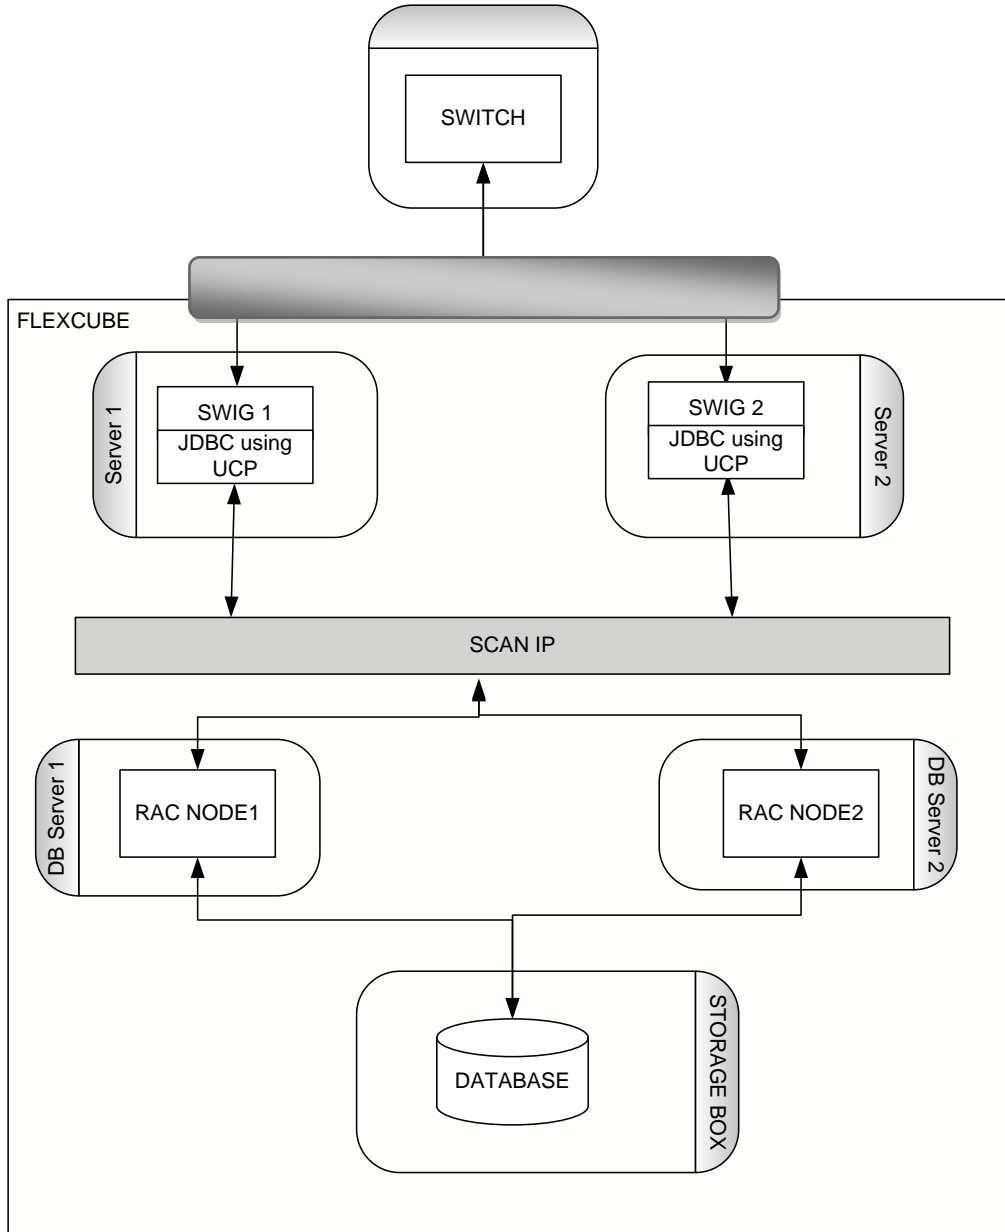 SWITCH
FLEXCUBE
Server 1
SWIG 1
JDBC using
UCP
SWIG 2
JDBC using
UCP
Server 2
SCAN IP
DB Server 1
RAC NODE1
RAC NODE2
DB Server 2
DATABASE
STORAGE BOX